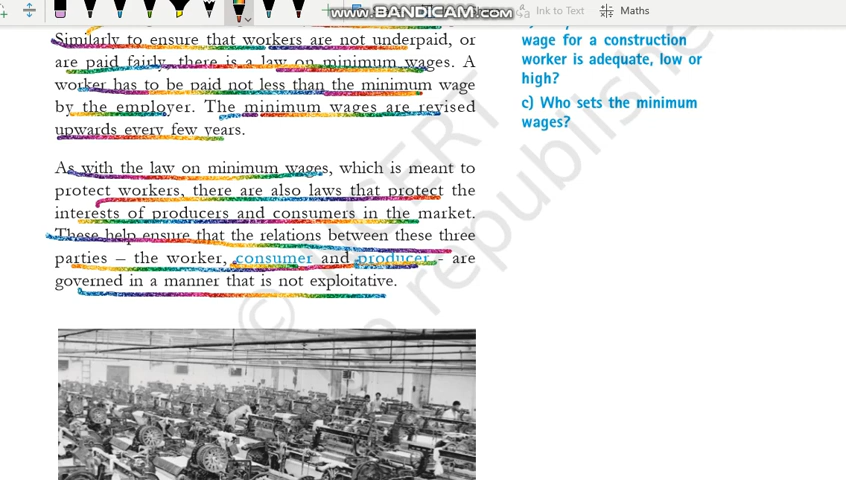 www.BANDICAM.com
Ink to Text
Maths
Similarly to ensure that workers are not underpaid, or
are paid fairly, there is a law on minimum wages. A
worker has to be paid not less than the minimum wage
by the employer. The minimum wages are revised
upwards every few years.
As with the law on minimum wages, which is meant to
protect workers, there are also laws that protect the
interests of producers and consumers in the market.
These help ensure that the relations between these three
parties – the worker, consumer and producer - are
governed in a manner that is not exploitative.
wage for a construction
worker is adequate, low or
high?
c) Who sets the minimum
wages?
© NCERT
republishe